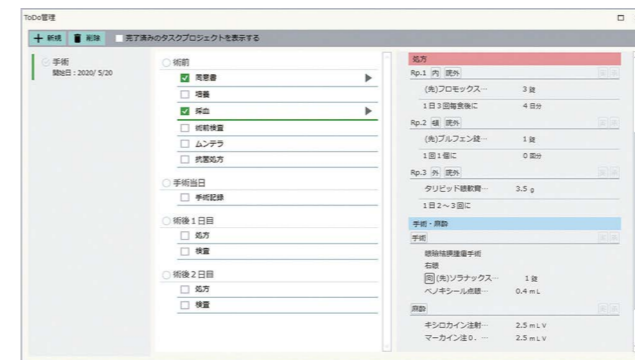 ToDo管理
新規 削除 完了済みのタスクプロジェクトを表示する
手術
開始日:2020/ 5/20
術前
同意書
培養
採血
術前検査
ムンテラ
抗菌処方
手術当日
手術記録
術後1日目
処方
検査
術後2日目
処方
検査
処方
Rp.1 内 院外
(先)フロモックス… 3 錠
1日3回毎食後に 4 日分
Rp.2 頓 院外
(先)ブルフェン錠… 1 錠
1回1個に 0 回分
Rp.3 外 院外
タリビッド眼軟膏… 3.5 g
1日2~3回に
手術・麻酔
手術
眼瞼結膜腫瘍手術
右眼
(先)ソラナックス… 1 錠
ベノキシール点眼… 0.4 mL
麻酔
キシロカイン注射… 2.5 mLV
マーカイン注0.… 2.5 mLV